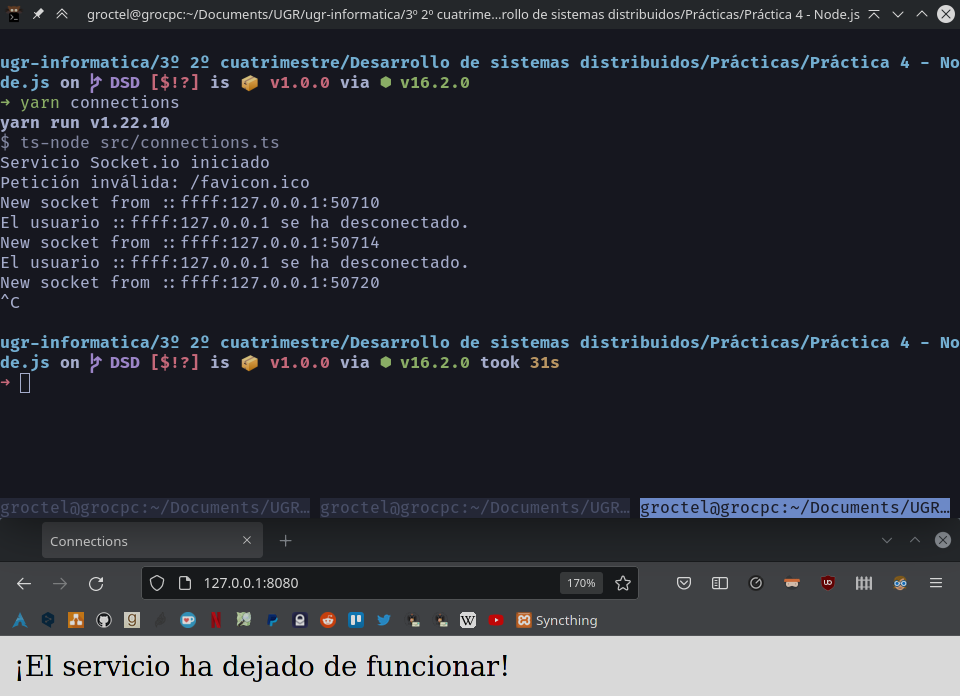 groctel@grocpc:~/Documents/UGR/ugr-informatica/3º 2º cuatrime...rollo de sistemas distribuidos/Prácticas/Práctica 4 - Node.js
ugr-informatica/3º 2º cuatrimestre/Desarrollo de sistemas distribuidos/Prácticas/Práctica 4 - No
de.js on DSD [$!?] is 📦 v1.0.0 via ⬢ v16.2.0
➜ yarn connections
yarn run v1.22.10
$ ts-node src/connections.ts
Servicio Socket.io iniciado
Petición inválida: /favicon.ico
New socket from ::ffff:127.0.0.1:50710
El usuario ::ffff:127.0.0.1 se ha desconectado.
New socket from ::ffff:127.0.0.1:50714
El usuario ::ffff:127.0.0.1 se ha desconectado.
New socket from ::ffff:127.0.0.1:50720
^C
ugr-informatica/3º 2º cuatrimestre/Desarrollo de sistemas distribuidos/Prácticas/Práctica 4 - No
de.js on DSD [$!?] is 📦 v1.0.0 via ⬢ v16.2.0 took 31s
➜
groctel@grocpc:~/Documents/UGR… groctel@grocpc:~/Documents/UGR… groctel@grocpc:~/Documents/UGR…
Connections
127.0.0.1:8080 170%
Syncthing
¡El servicio ha dejado de funcionar!